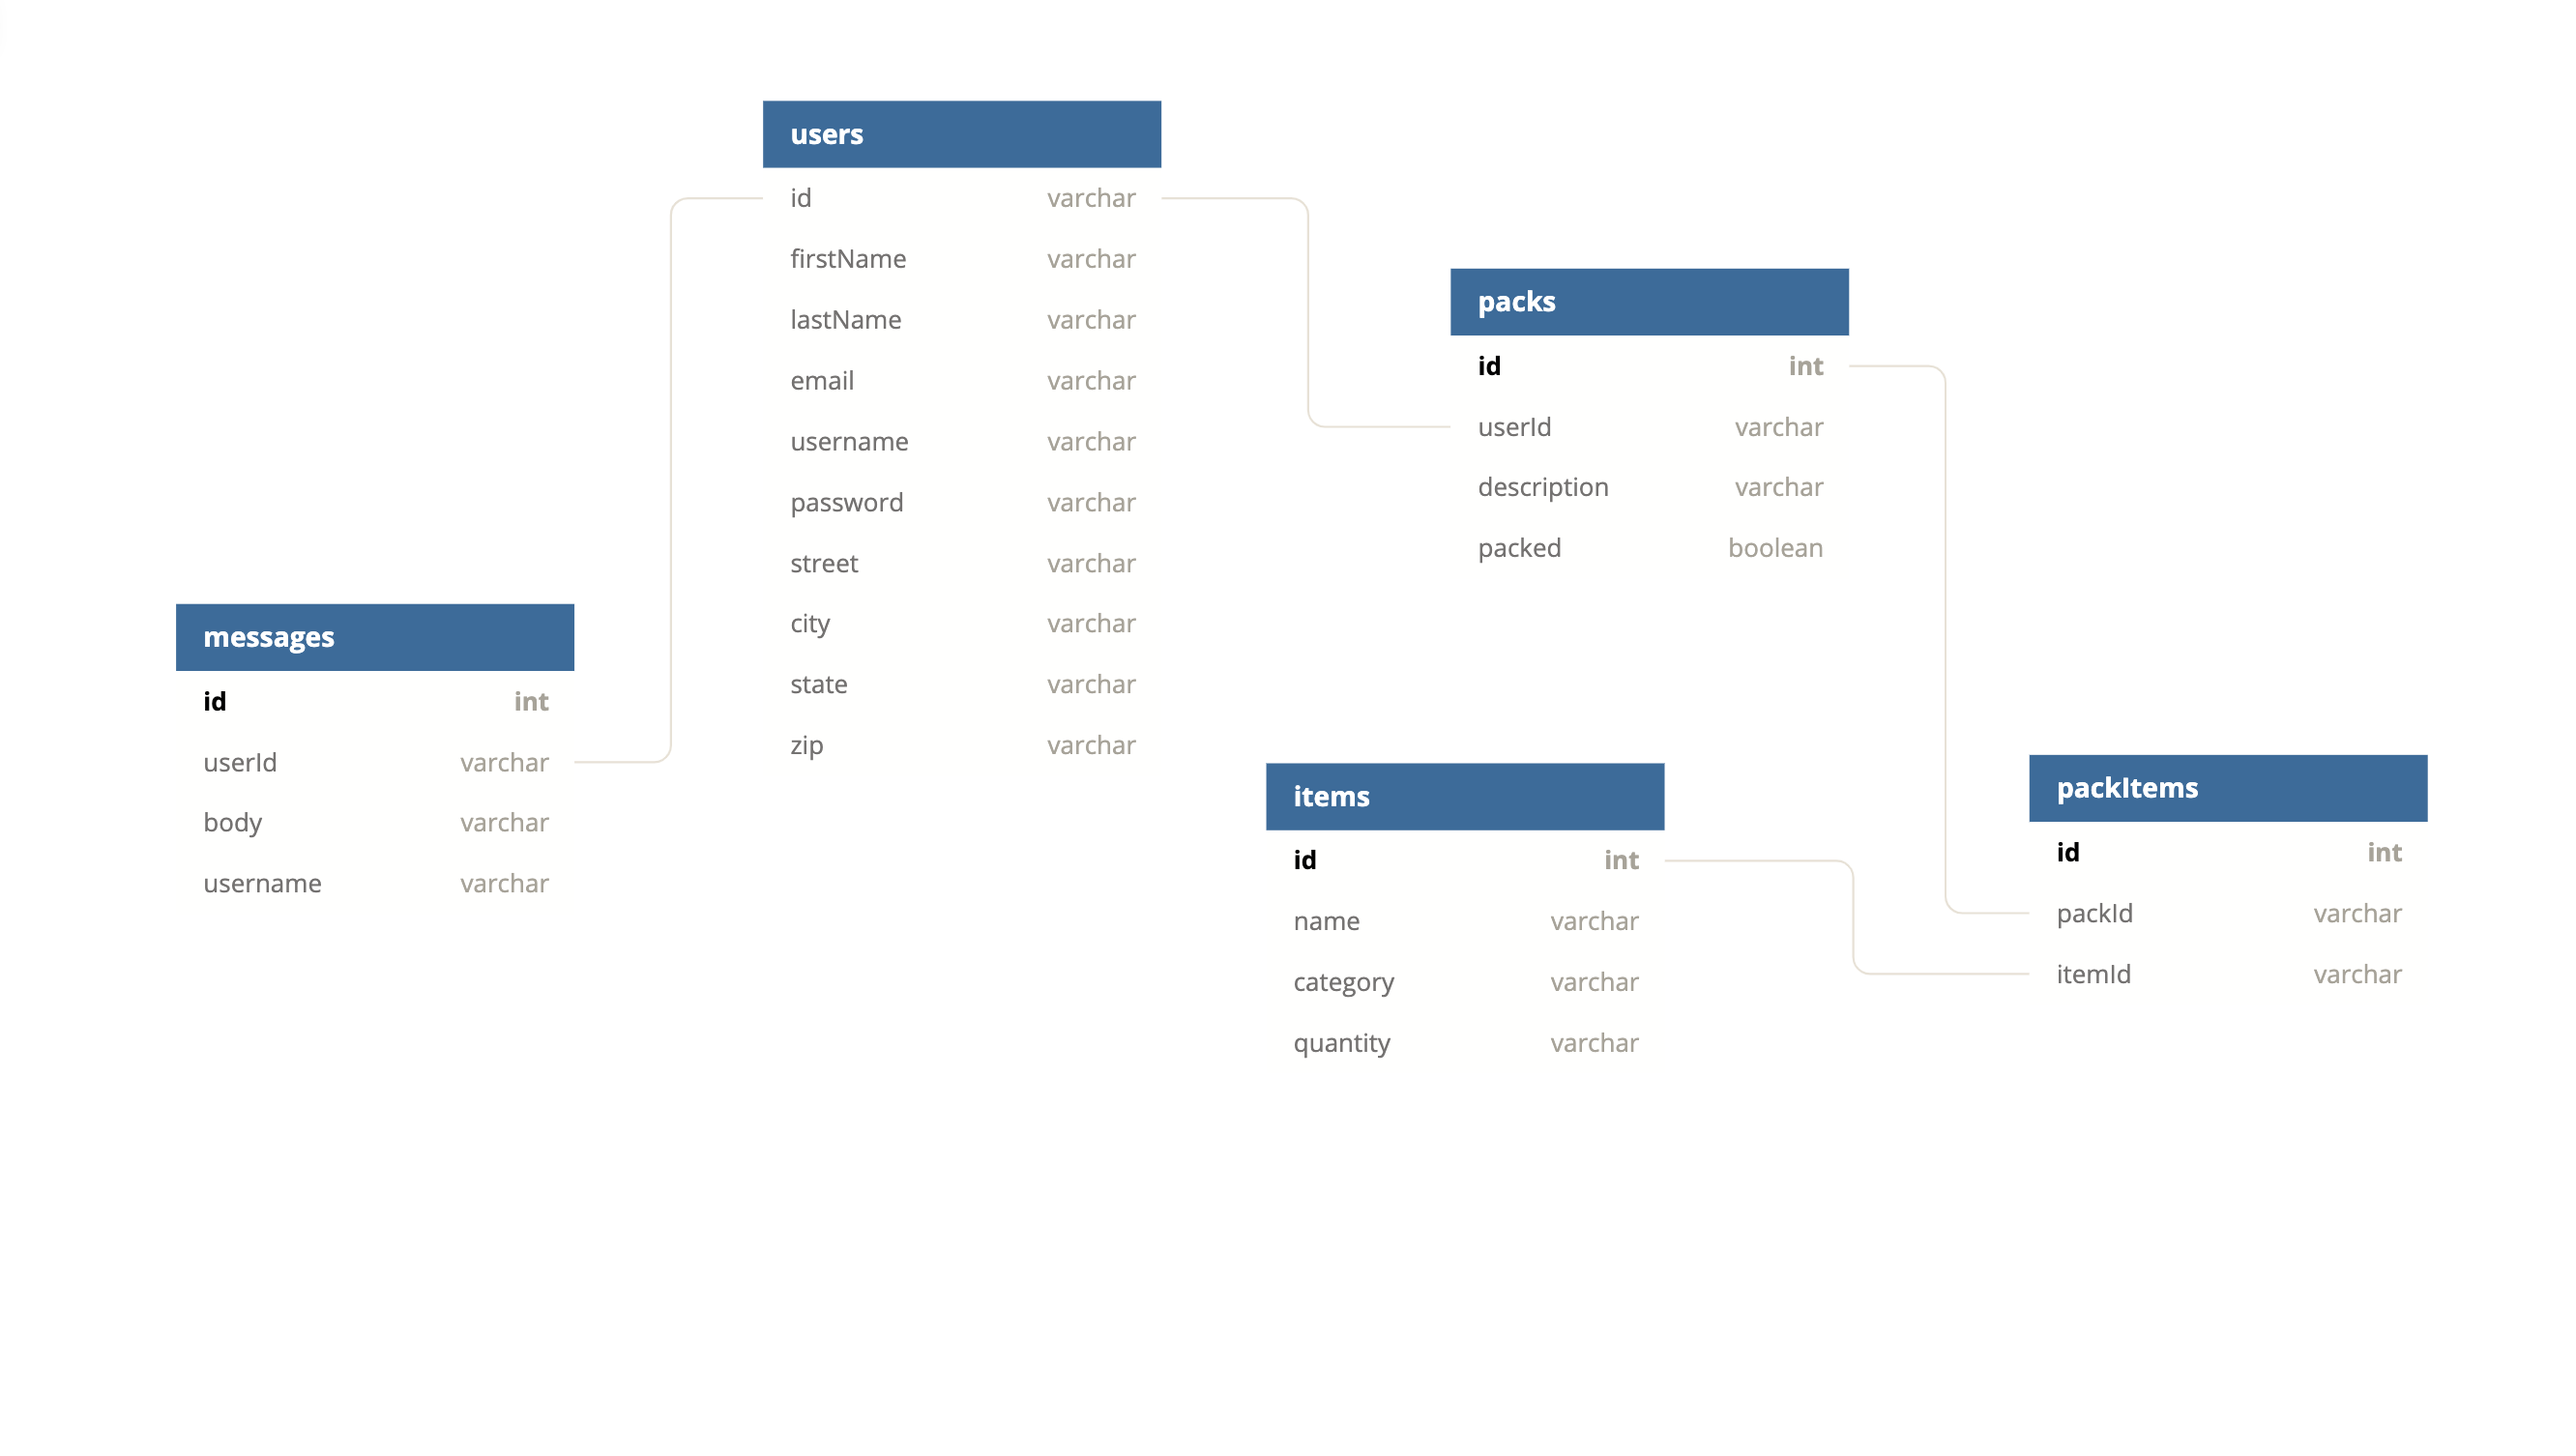 users
id varchar
firstName varchar
lastName varchar
email varchar
username varchar
password varchar
street varchar
city varchar
state varchar
zip varchar
packs
id int
userId varchar
description varchar
packed boolean
messages
id int
userId varchar
body varchar
username varchar
items
id int
name varchar
category varchar
quantity varchar
packItems
id int
packId varchar
itemId varchar